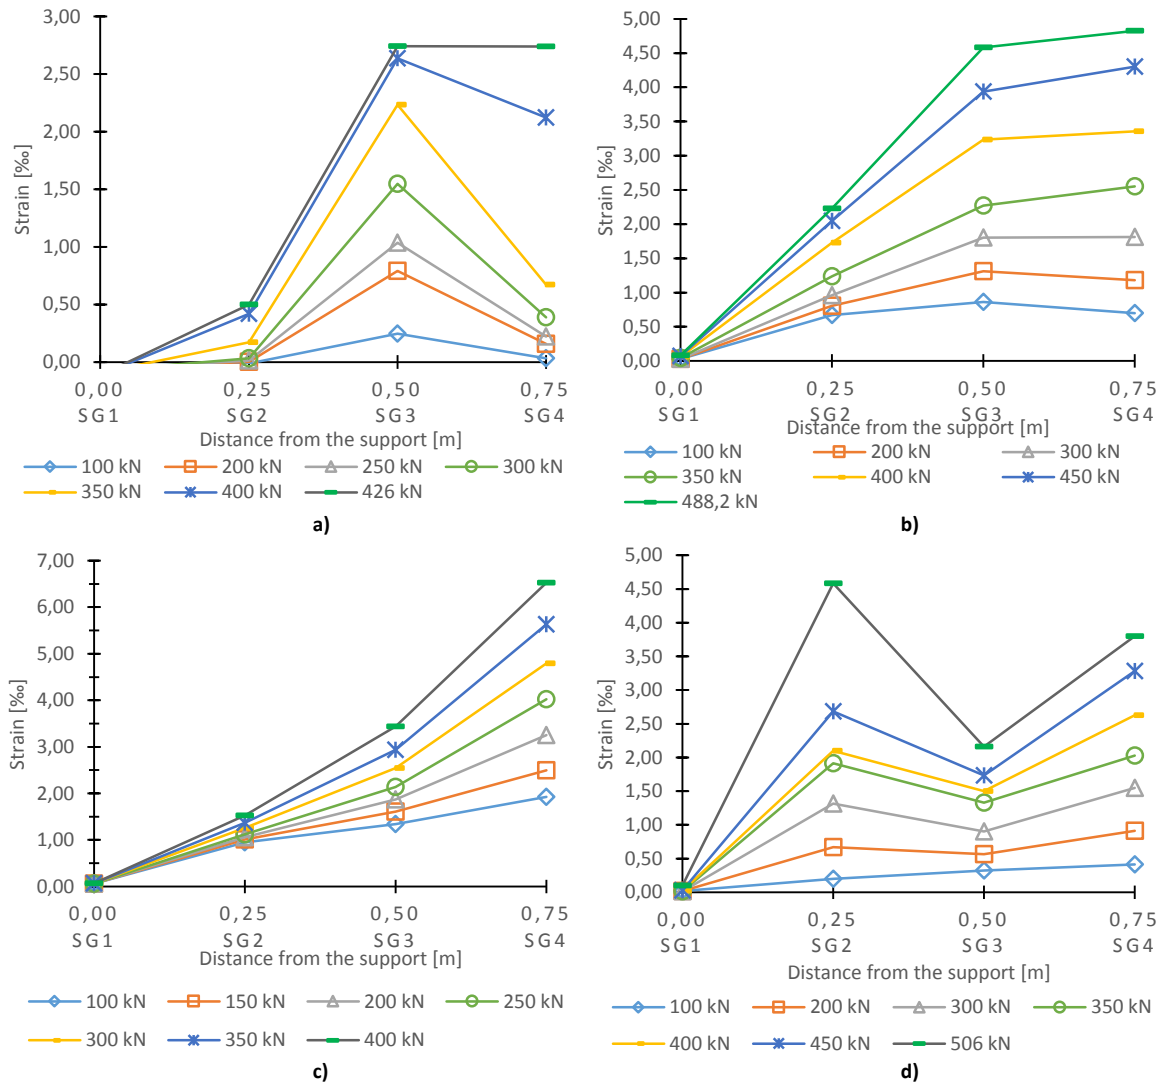 3,00
2,50
2,00
1,50
1,00
0,50
0,00
Strain [‰]
0,00 0,25 0,50 0,75
SG1 SG2 SG3 SG4
Distance from the support [m]
100 kN 200 kN 250 kN 300 kN
350 kN 400 kN 426 kN
a)
5,00
4,50
4,00
3,50
3,00
2,50
2,00
1,50
1,00
0,50
0,00
Strain [‰]
0,00 0,25 0,50 0,75
SG1 SG2 SG3 SG4
Distance from the support [m]
100 kN 200 kN 300 kN
350 kN 400 kN 450 kN
488,2 kN
b)
7,00
6,00
5,00
4,00
3,00
2,00
1,00
0,00
Strain [‰]
0,00 0,25 0,50 0,75
SG1 SG2 SG3 SG4
Distance from the support [m]
100 kN 150 kN 200 kN 250 kN
300 kN 350 kN 400 kN
c)
5,00
4,50
4,00
3,50
3,00
2,50
2,00
1,50
1,00
0,50
0,00
Strain [‰]
0,00 0,25 0,50 0,75
SG1 SG2 SG3 SG4
Distance from the support [m]
100 kN 200 kN 300 kN 350 kN
400 kN 450 kN 506 kN
d)